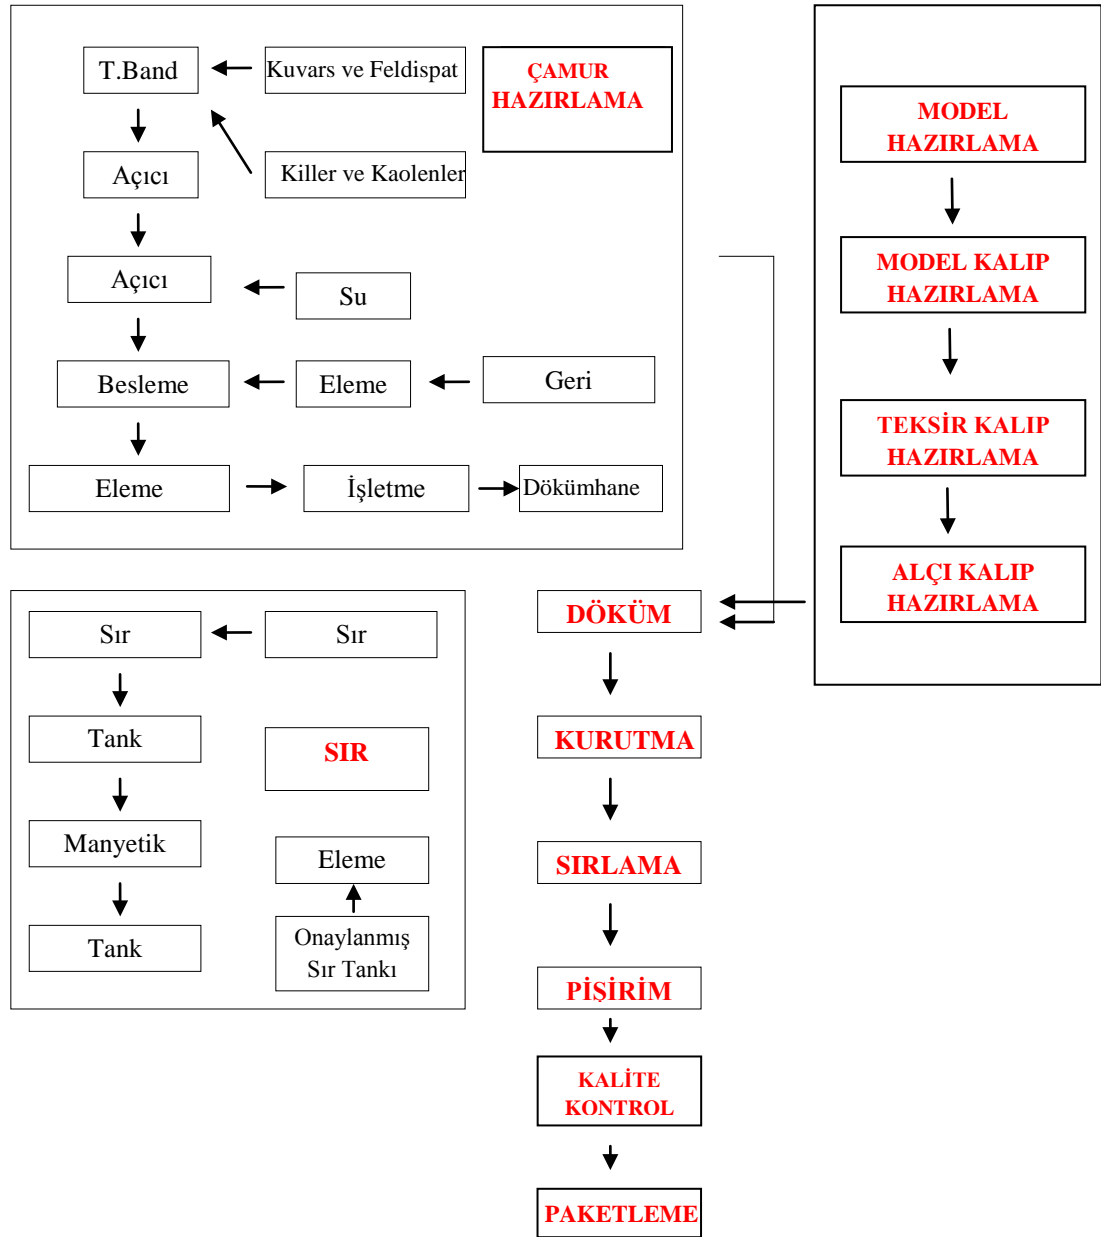 T.Band
Kuvars ve Feldispat
ÇAMUR
HAZIRLAMA
Açıcı
Killer ve Kaolenler
Açıcı
Su
Besleme
Eleme
Geri
Eleme
İşletme
Dökümhane
MODEL
HAZIRLAMA
MODEL KALIP
HAZIRLAMA
TEKSİR KALIP
HAZIRLAMA
ALÇI KALIP
HAZIRLAMA
Sır
Sır
Tank
SIR
Manyetik
Eleme
Tank
Onaylanmış
Sır Tankı
DÖKÜM
KURUTMA
SIRLAMA
PİŞİRİM
KALİTE
KONTROL
PAKETLEME